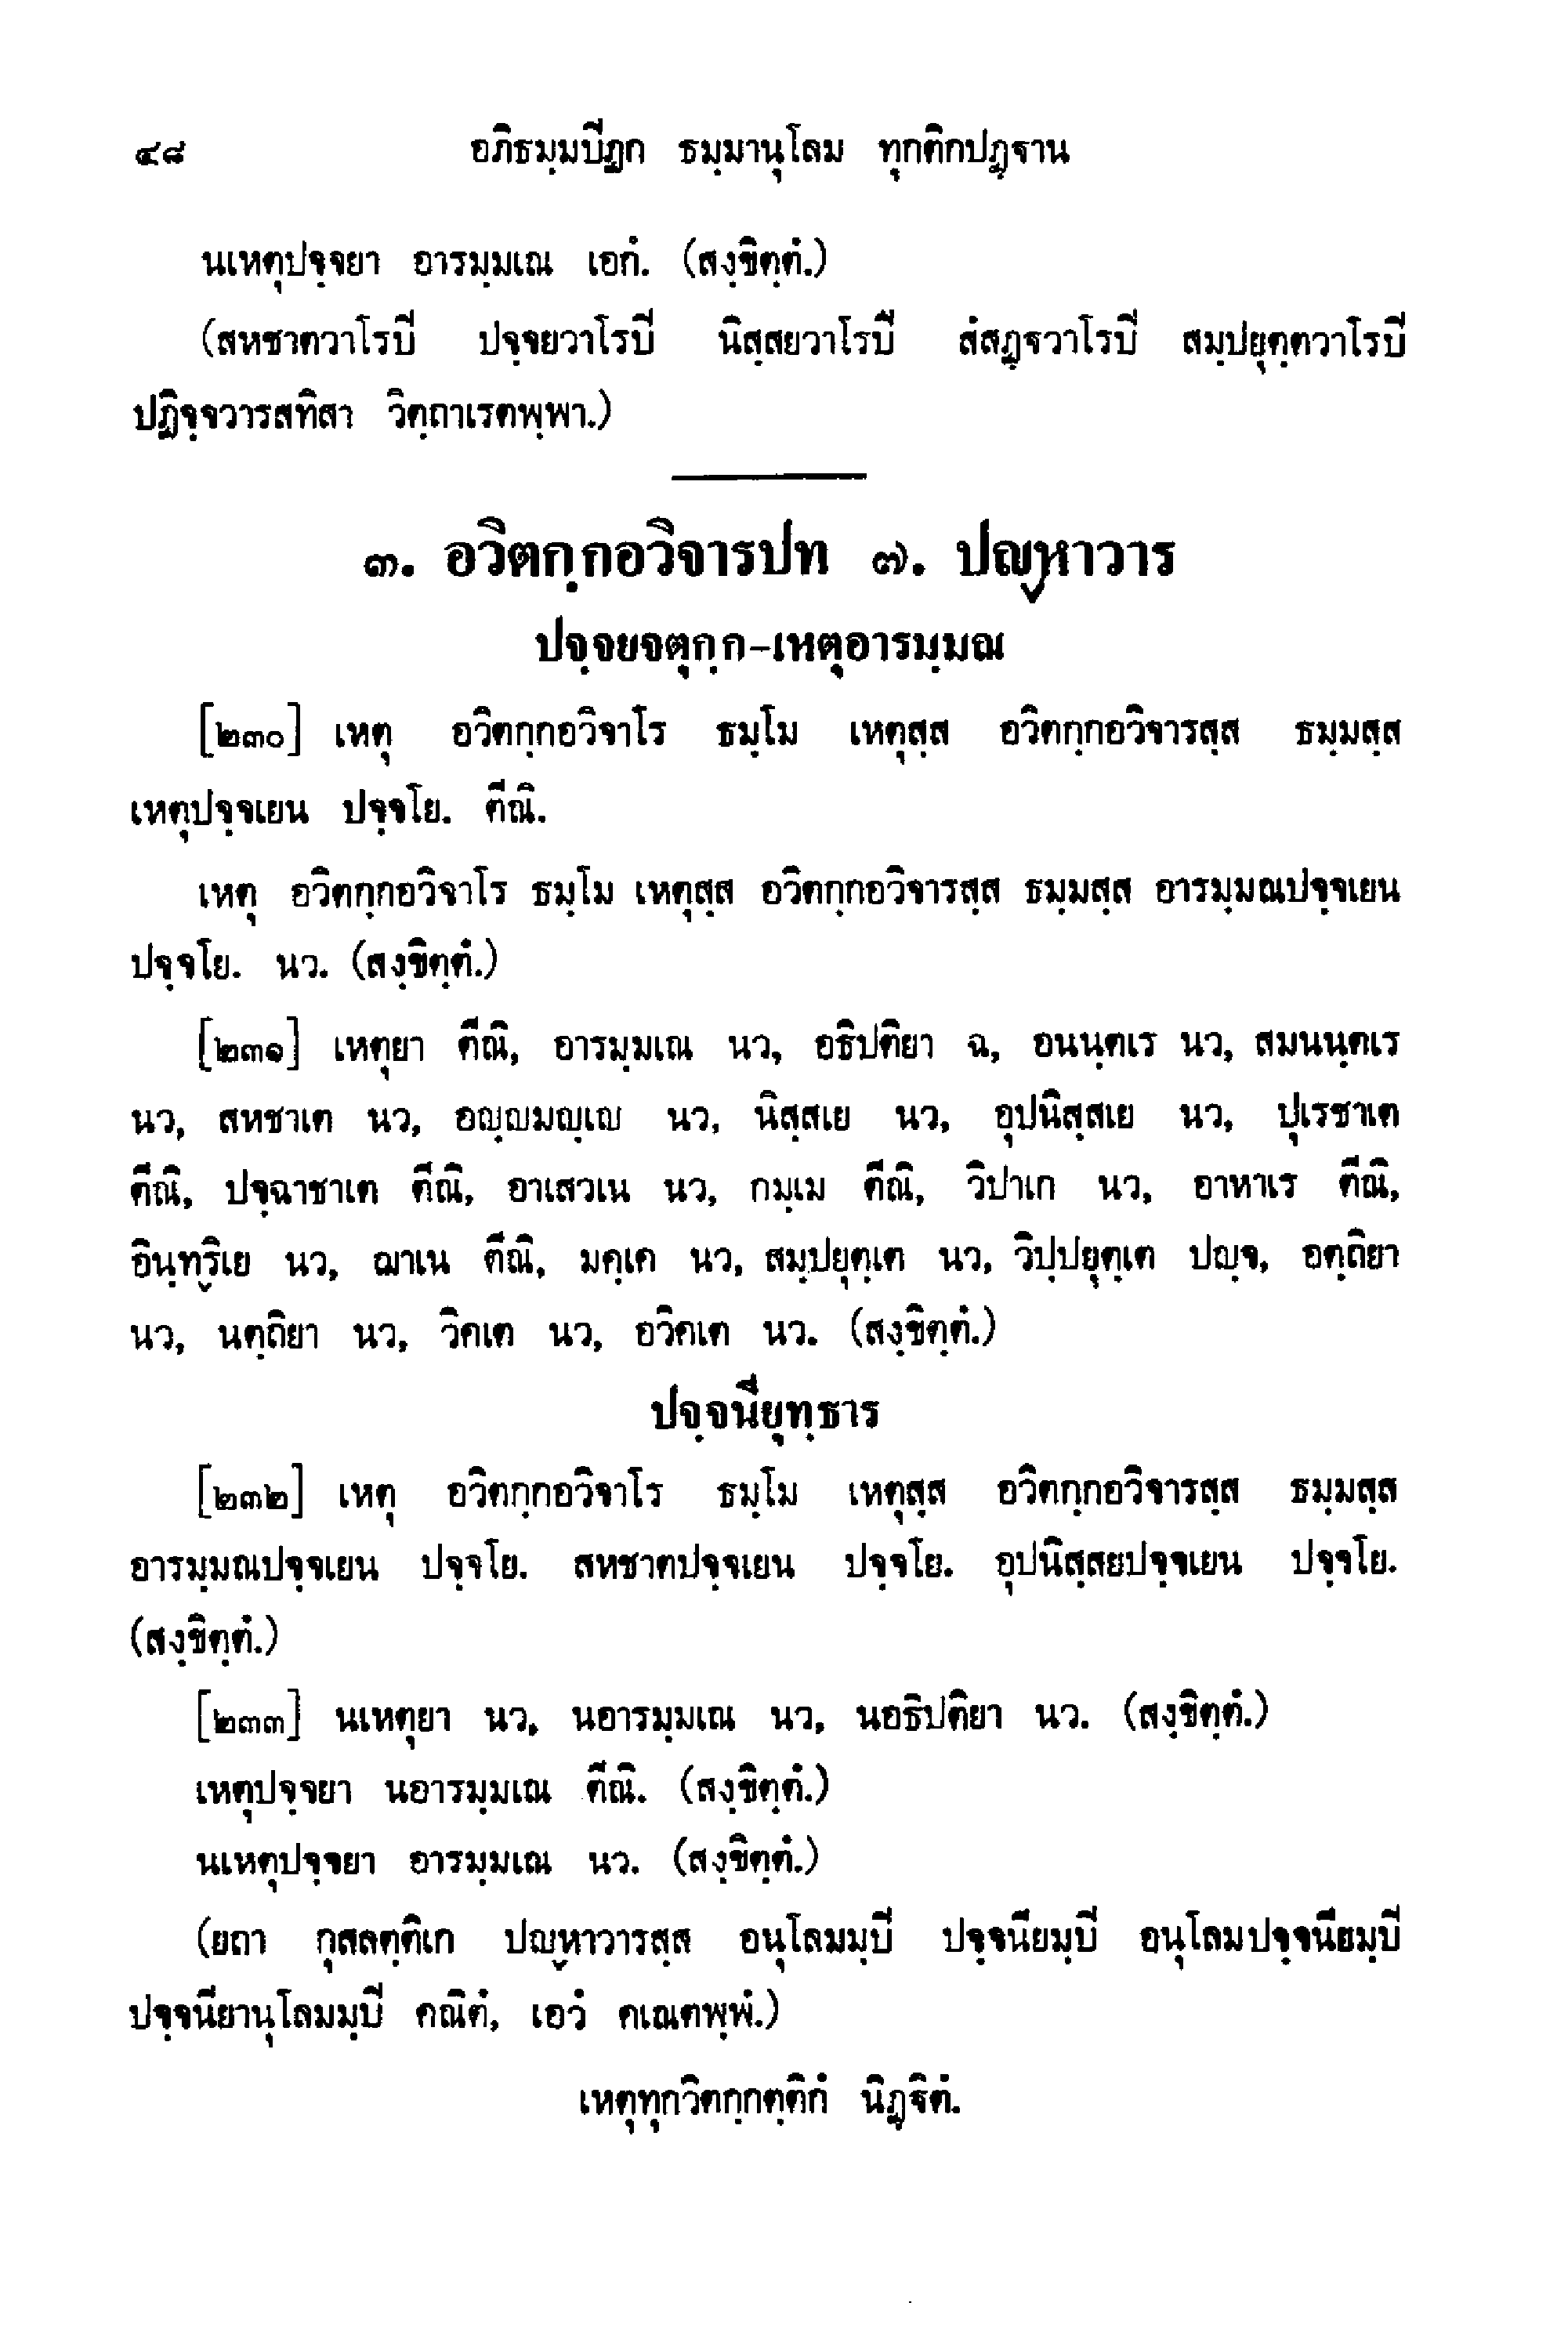 ๔๘ อภิธมฺมปิฏก ธมฺมานุโลม ทุกติกปฏฺฐาน
นเหตุปจฺจยา อารมฺมเณ เอกํ. (สงฺขิตฺตํ.)
(สหชาตวาโรปิ ปจฺจยวาโรปิ นิสฺสยวาโรปิ สํสฏฺฐวาโรปิ สมฺปยุตฺตวาโรปิ
ปฏิจฺจวารสทิสา วิตฺถาเรตพฺพา.)
๓. อวิตกฺกอวิจารปท ๗. ปญฺหาวาร
ปจฺจยจตุกฺก-เหตุอารมฺมณ
[๒๓๐] เหตุ อวิตกฺกอวิจาโร ธมฺโม เหตุสฺส อวิตกฺกอวิจารสฺส ธมฺมสฺส
เหตุปจฺจเยน ปจฺจโย. ตีณิ.
เหตุ อวิตกฺกอวิจาโร ธมฺโม เหตุสฺส อวิตกฺกอวิจารสฺส ธมฺมสฺส อารมฺมณปจฺจเยน
ปจฺจโย. นว. (สงฺขิตฺตํ.)
[๒๓๑] เหตุยา ตีณิ, อารมฺมเณ นว, อธิปติยา ฉ, อนนฺตเร นว, สมนนฺตเร
นว, สหชาเต นว, อญฺญมญฺเญ นว, นิสฺสเย นว, อุปนิสฺสเย นว, ปุเรชาเต
ตีณิ, ปจฺฉาชาเต ตีณิ, อาเสวเน นว, กมฺเม ตีณิ, วิปาเก นว, อาหาเร ตีณิ,
อินฺทฺริเย นว, ฌาเน ตีณิ, มคฺเค นว, สมฺปยุตฺเต นว, วิปฺปยุตฺเต ปญฺจ, อตฺถิยา
นว, นตฺถิยา นว, วิคเต นว, อวิคเต นว. (สงฺขิตฺตํ.)
ปจฺจนียุทฺธาร
[๒๓๒] เหตุ อวิตกฺกอวิจาโร ธมฺโม เหตุสฺส อวิตกฺกอวิจารสฺส ธมฺมสฺส
อารมฺมณปจฺจเยน ปจฺจโย. สหชาตปจฺจเยน ปจฺจโย. อุปนิสฺสยปจฺจเยน ปจฺจโย.
(สงฺขิตฺตํ.)
[๒๓๓] นเหตุยา นว, นอารมฺมเณ นว, นอธิปติยา นว. (สงฺขิตฺตํ.)
เหตุปจฺจยา นอารมฺมเณ ตีณิ. (สงฺขิตฺตํ.)
นเหตุปจฺจยา อารมฺมเณ นว. (สงฺขิตฺตํ.)
(ยถา กุสลตฺติเก ปญฺหาวารสฺส อนุโลมมฺปิ ปจฺจนียมฺปิ อนุโลมปจฺจนียมฺปิ
ปจฺจนียานุโลมมฺปิ คณิตํ, เอวํ คเณตพฺพํ.)
เหตุทุกวิตกฺกตฺติกํ นิฏฺฐิตํ.